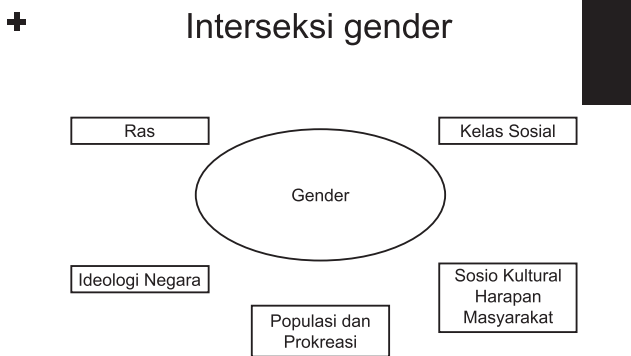 Interseksi gender
Ras
Kelas Sosial
Gender
Ideologi Negara
Sosio Kultural
Harapan
Masyarakat
Populasi dan
Prokreasi